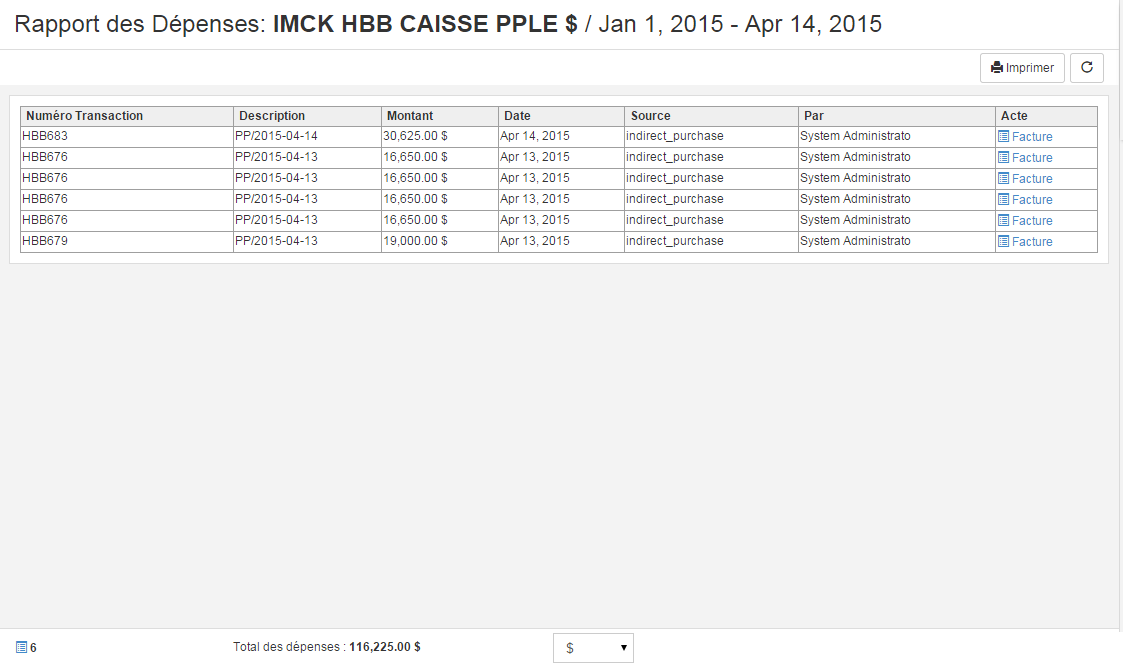 Rapport des Dépenses: IMCK HBB CAISSE PPLE $ / Jan 1, 2015 - Apr 14, 2015
Imprimer
Numéro Transaction Description Montant Date Source Par Acte
HBB683 PP/2015-04-14 30,625.00 $ Apr 14, 2015 indirect_purchase System Administrato Facture
HBB676 PP/2015-04-13 16,650.00 $ Apr 13, 2015 indirect_purchase System Administrato Facture
HBB676 PP/2015-04-13 16,650.00 $ Apr 13, 2015 indirect_purchase System Administrato Facture
HBB676 PP/2015-04-13 16,650.00 $ Apr 13, 2015 indirect_purchase System Administrato Facture
HBB676 PP/2015-04-13 16,650.00 $ Apr 13, 2015 indirect_purchase System Administrato Facture
HBB679 PP/2015-04-13 19,000.00 $ Apr 13, 2015 indirect_purchase System Administrato Facture
6 Total des dépenses : 116,225.00 $ $